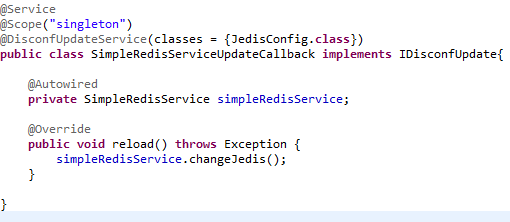 @Service
@Scope("singleton")
@DisconfUpdateService(classes = {JedisConfig.class})
public class SimpleRedisServiceUpdateCallback implements IDisconfUpdate{
@Autowired
private SimpleRedisService simpleRedisService;
@Override
public void reload() throws Exception {
simpleRedisService.changeJedis();
}
}